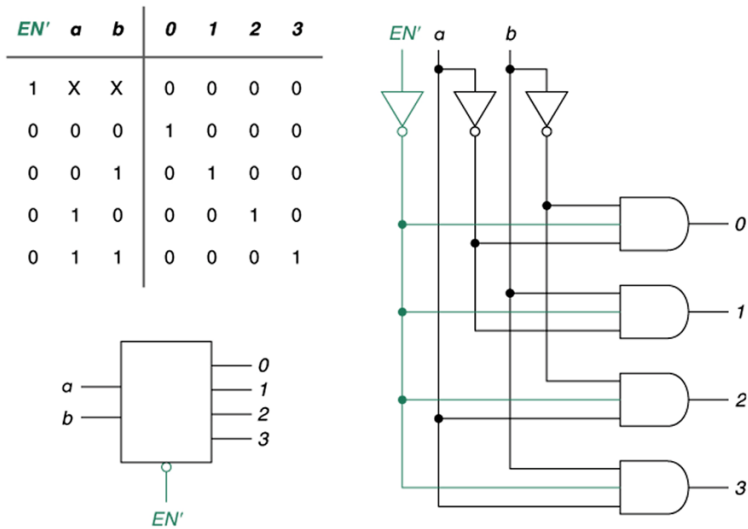 EN' a b 0 1 2 3
1 X X 0 0 0 0
0 0 0 1 0 0 0
0 0 1 0 1 0 0
0 1 0 0 0 1 0
0 1 1 0 0 0 1
a
b
0
1
2
3
EN'
EN' a b
0
1
2
3